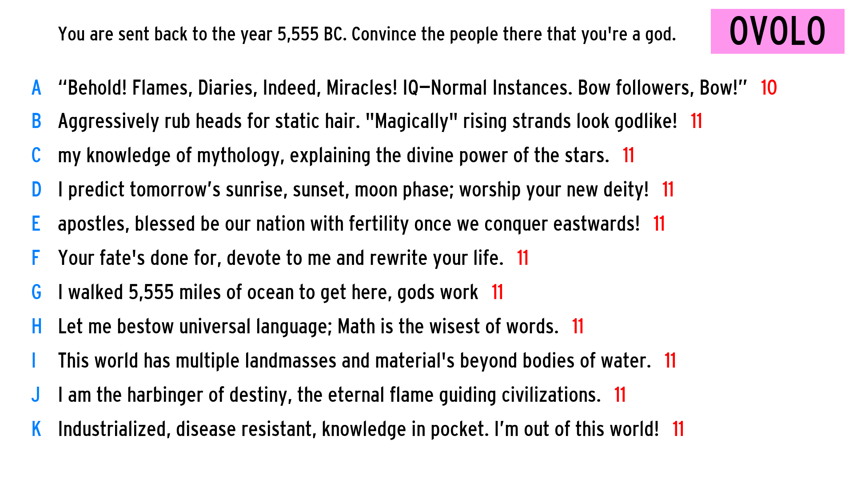 You are sent back to the year 5,555 BC. Convince the people there that you're a god.
OVOLO
A “Behold! Flames, Diaries, Indeed, Miracles! IQ—Normal Instances. Bow followers, Bow!” 10
B Aggressively rub heads for static hair. "Magically" rising strands look godlike! 11
C my knowledge of mythology, explaining the divine power of the stars. 11
D I predict tomorrow’s sunrise, sunset, moon phase; worship your new deity! 11
E apostles, blessed be our nation with fertility once we conquer eastwards! 11
F Your fate's done for, devote to me and rewrite your life. 11
G I walked 5,555 miles of ocean to get here, gods work 11
H Let me bestow universal language; Math is the wisest of words. 11
I This world has multiple landmasses and material's beyond bodies of water. 11
J I am the harbinger of destiny, the eternal flame guiding civilizations. 11
K Industrialized, disease resistant, knowledge in pocket. I’m out of this world! 11